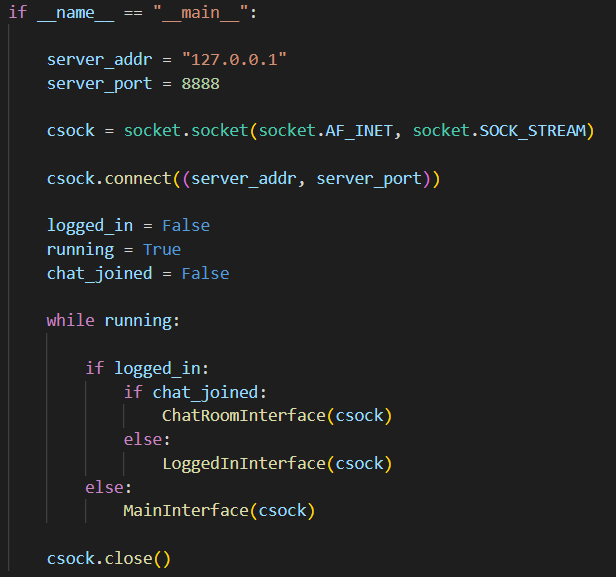 if __name__ == "__main__":
server_addr = "127.0.0.1"
server_port = 8888
csock = socket.socket(socket.AF_INET, socket.SOCK_STREAM)
csock.connect((server_addr, server_port))
logged_in = False
running = True
chat_joined = False
while running:
if logged_in:
if chat_joined:
ChatRoomInterface(csock)
else:
LoggedInInterface(csock)
else:
MainInterface(csock)
csock.close()